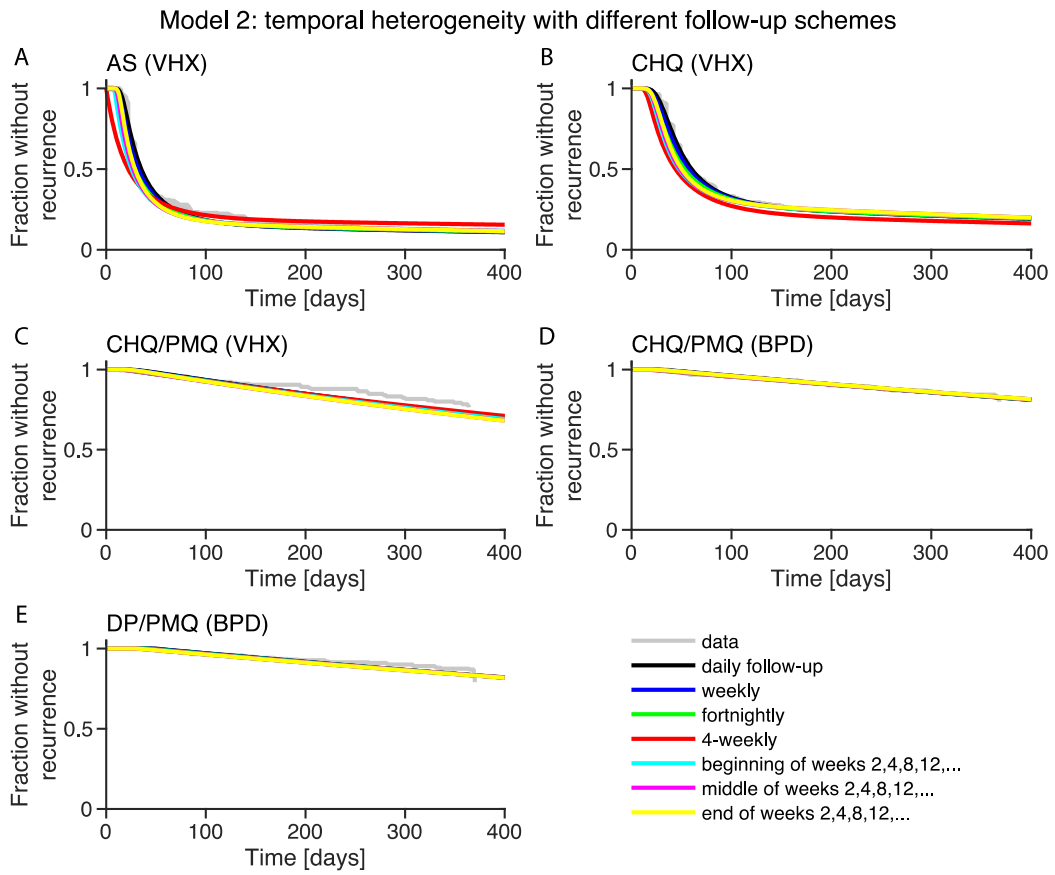 Model 2: temporal heterogeneity with different follow-up schemes
A
AS (VHX)
Fraction without
recurrence
1
0.5
0
0 100 200 300 400
Time [days]
B
CHQ (VHX)
Fraction without
recurrence
1
0.5
0
0 100 200 300 400
Time [days]
C
CHQ/PMQ (VHX)
Fraction without
recurrence
1
0.5
0
0 100 200 300 400
Time [days]
D
CHQ/PMQ (BPD)
Fraction without
recurrence
1
0.5
0
0 100 200 300 400
Time [days]
E
DP/PMQ (BPD)
Fraction without
recurrence
1
0.5
0
0 100 200 300 400
Time [days]
data
daily follow-up
weekly
fortnightly
4-weekly
beginning of weeks 2,4,8,12,...
middle of weeks 2,4,8,12,...
end of weeks 2,4,8,12,...